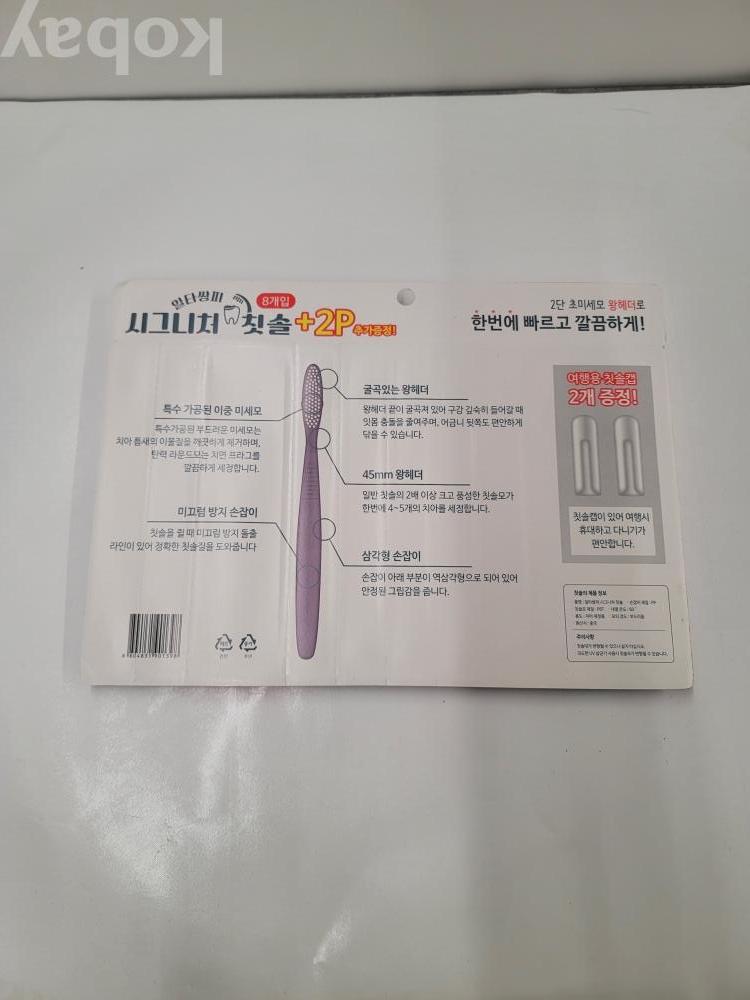 kobay
일타쌍피
시그니처 칫솔
8개입
+2P 추가증정!
2단 초미세모 왕헤더로
한번에 빠르고 깔끔하게!
특수 가공된 이중 미세모
특수가공된 부드러운 미세모는
치아 틈새의 이물질을 깨끗하게 제거하며,
탄력 라운드모는 치면 프라그를
깔끔하게 세정합니다.
미끄럼 방지 손잡이
칫솔을 쥘 때 미끄럼 방지 돌출
라인이 있어 정확한 칫솔질을 도와줍니다
굴곡있는 왕헤더
왕헤더 끝이 굴곡져 있어 구강 깊숙히 들어갈 때
잇몸 충돌을 줄여주며, 어금니 뒷쪽도 편안하게
닦을 수 있습니다.
45mm 왕헤더
일반 칫솔의 2배 이상 크고 풍성한 칫솔모가
한번에 4~5개의 치아를 세정합니다.
삼각형 손잡이
손잡이 아래 부분이 역삼각형으로 되어 있어
안정된 그립감을 줍니다.
여행용 칫솔캡
2개 증정!
칫솔캡이 있어 여행시
휴대하고 다니기가
편안합니다.
칫솔의 제품 정보
주의사항